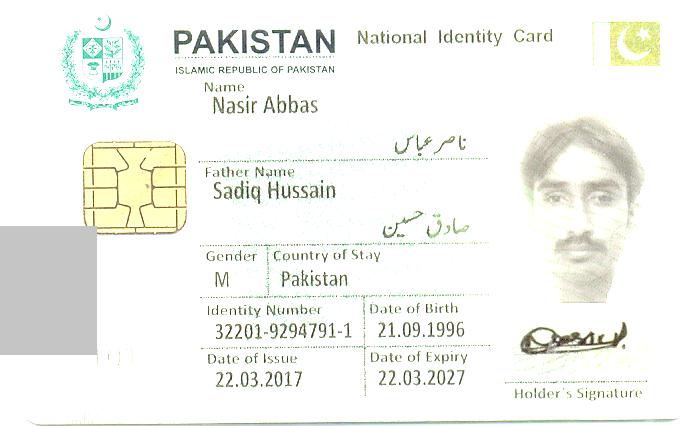 PAKISTAN National Identity Card
ISLAMIC REPUBLIC OF PAKISTAN
Name
Nasir Abbas
ناصر عباس
Father Name
Sadiq Hussain
صادق حسین
Gender Country of Stay
M Pakistan
Identity Number Date of Birth
32201-9294791-1 21.09.1996
Date of Issue Date of Expiry
22.03.2017 22.03.2027
Holder's Signature